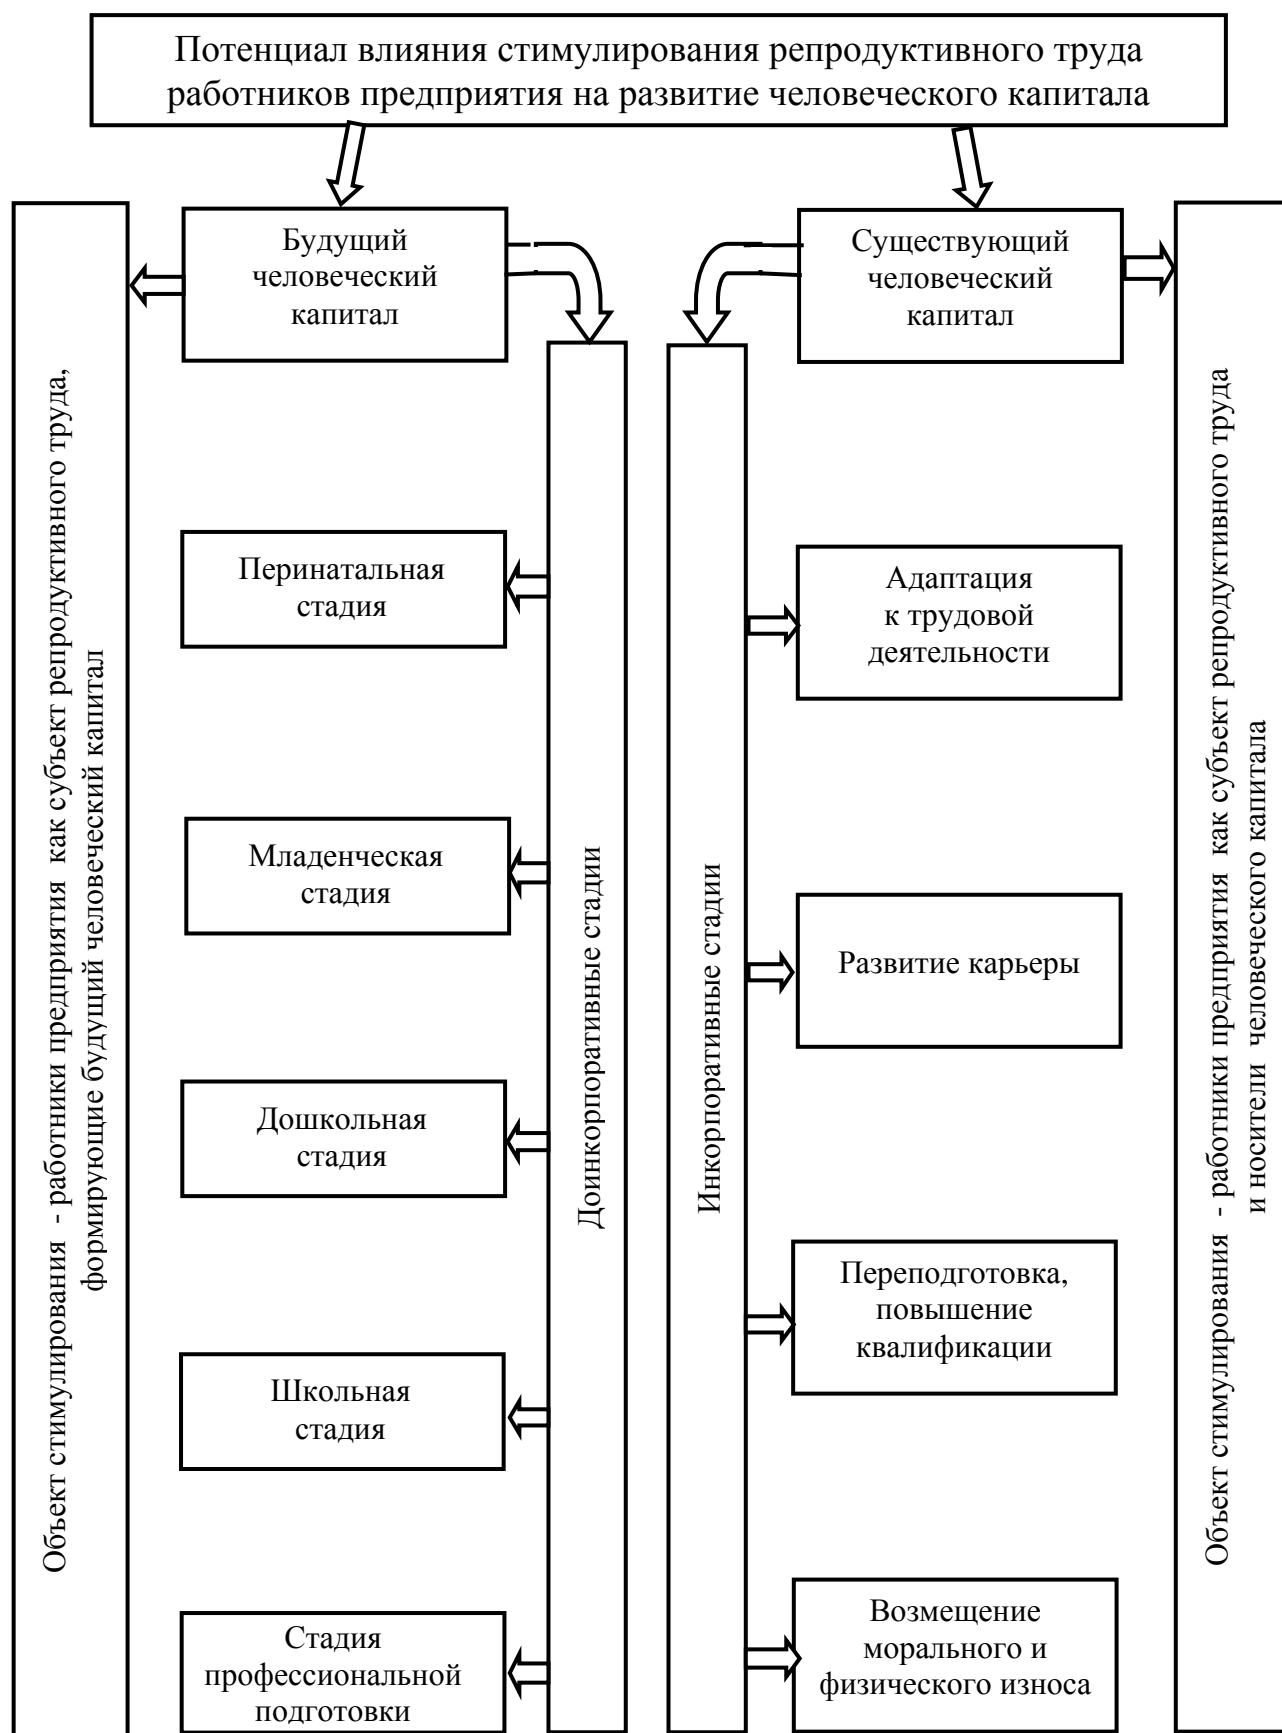 Потенциал влияния стимулирования репродуктивного труда
работников предприятия на развитие человеческого капитала
Будущий
человеческий
капитал
Существующий
человеческий
капитал
Объект стимулирования - работники предприятия как субъект репродуктивного труда,
формирующие будущий человеческий капитал
Перинатальная
стадия
Младенческая
стадия
Дошкольная
стадия
Школьная
стадия
Стадия
профессиональной
подготовки
Доинкорпоративные стадии
Инкорпоративные стадии
Адаптация
к трудовой
деятельности
Развитие карьеры
Переподготовка,
повышение
квалификации
Возмещение
морального и
физического износа
Объект стимулирования - работники предприятия как субъект репродуктивного труда
и носители человеческого капитала